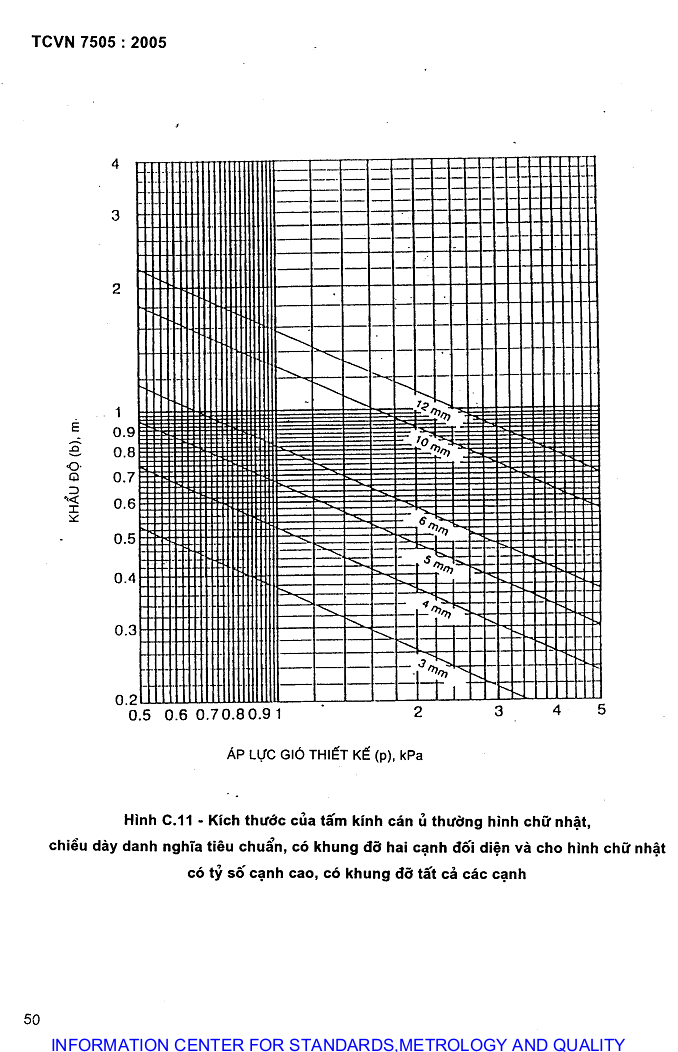 TCVN 7505 : 2005
4
3
2
1
0.9
0.8
0.7
0.6
0.5
0.4
0.3
0.2
KHẨU ĐỘ (b), m
12 mm
10 mm
6 mm
5 mm
4 mm
3 mm
0.5 0.6 0.7 0.8 0.9 1 2 3 4 5
ÁP LỰC GIÓ THIẾT KẾ (p), kPa
Hình C.11 - Kích thước của tấm kính cán ủ thường hình chữ nhật,
chiều dày danh nghĩa tiêu chuẩn, có khung đỡ hai cạnh đối diện và cho hình chữ nhật
có tỷ số cạnh cao, có khung đỡ tất cả các cạnh
50
INFORMATION CENTER FOR STANDARDS,METROLOGY AND QUALITY